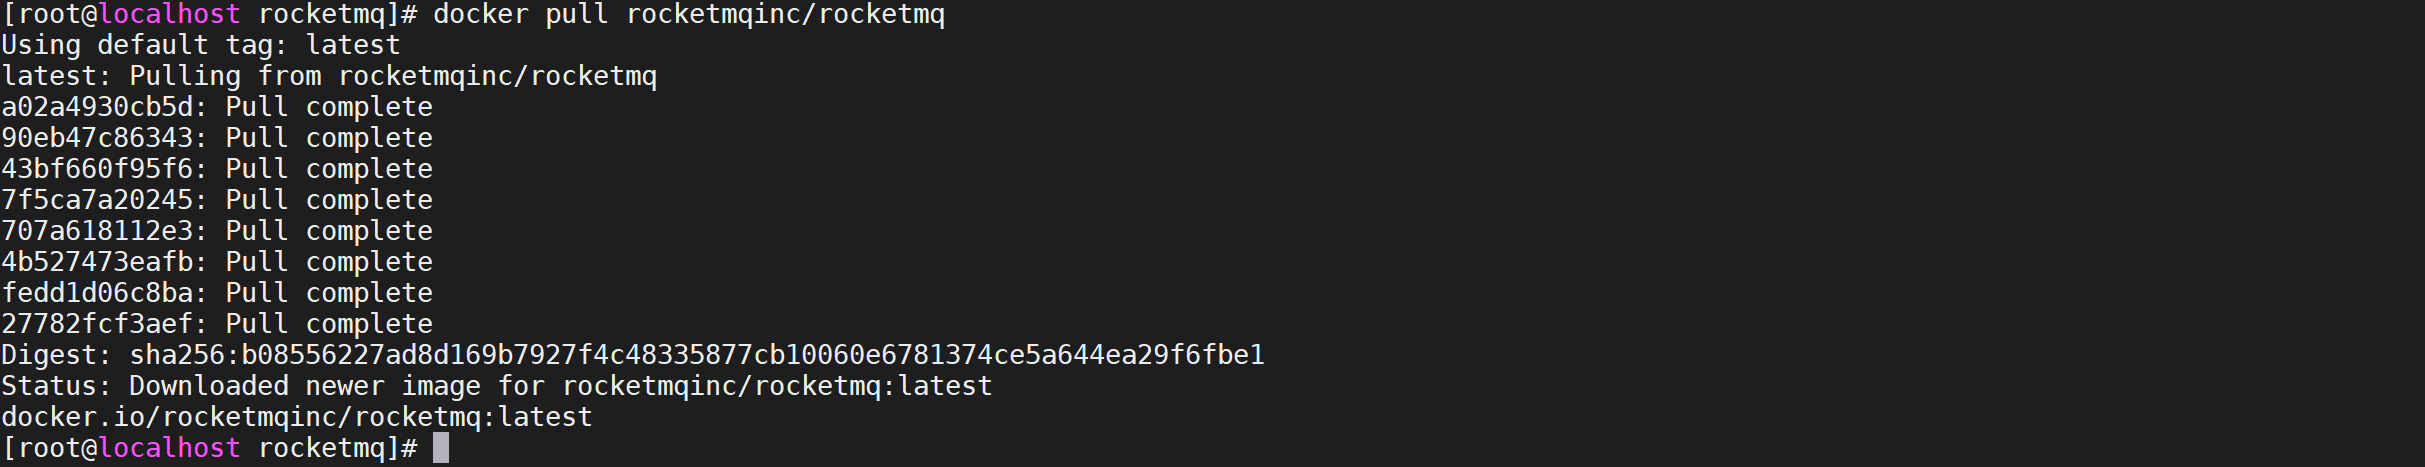 [root@localhost rocketmq]# docker pull rocketmqinc/rocketmq
Using default tag: latest
latest: Pulling from rocketmqinc/rocketmq
a02a4930cb5d: Pull complete
90eb47c86343: Pull complete
43bf660f95f6: Pull complete
7f5ca7a20245: Pull complete
707a618112e3: Pull complete
4b527473eafb: Pull complete
fedd1d06c8ba: Pull complete
27782fcf3aef: Pull complete
Digest: sha256:b08556227ad8d169b7927f4c48335877cb10060e6781374ce5a644ea29f6fbe1
Status: Downloaded newer image for rocketmqinc/rocketmq:latest
docker.io/rocketmqinc/rocketmq:latest
[root@localhost rocketmq]#